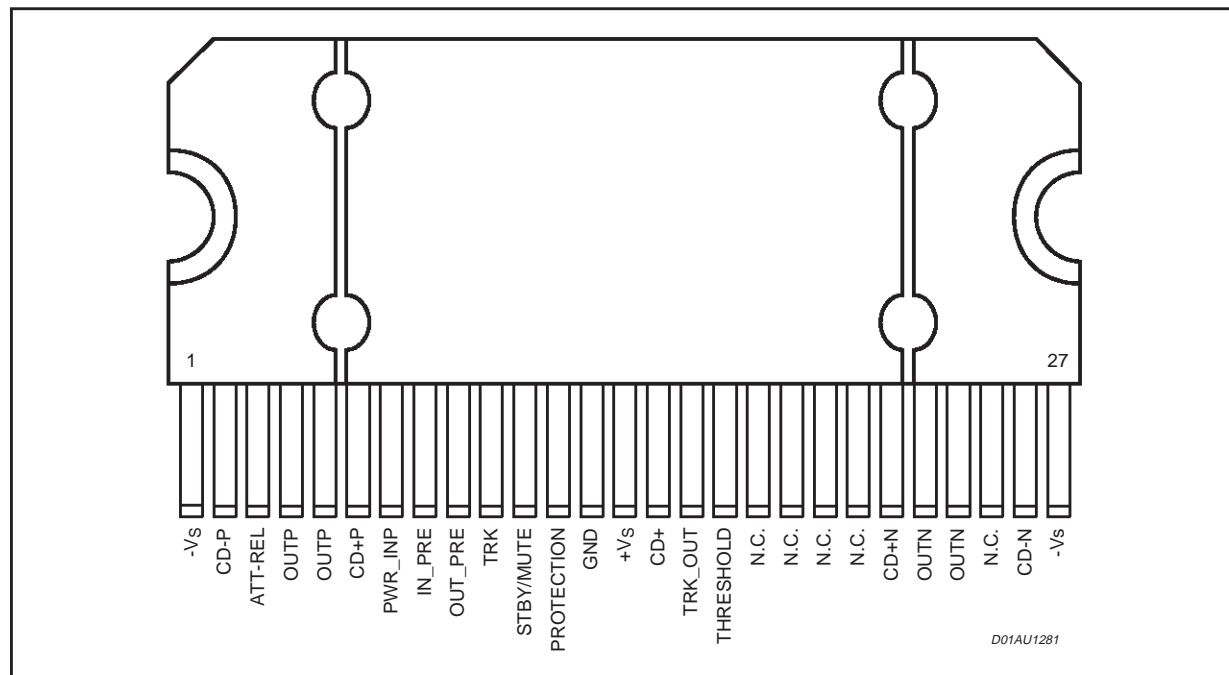 1
27
-Vs
CD-P
ATT-REL
OUTP
OUTP
CD+P
PWR_INP
IN_PRE
OUT_PRE
TRK
STBY/MUTE
PROTECTION
GND
+Vs
CD+
TRK_OUT
THRESHOLD
N.C.
N.C.
N.C.
N.C.
CD+N
OUTN
OUTN
N.C.
CD-N
-Vs
D01AU1281